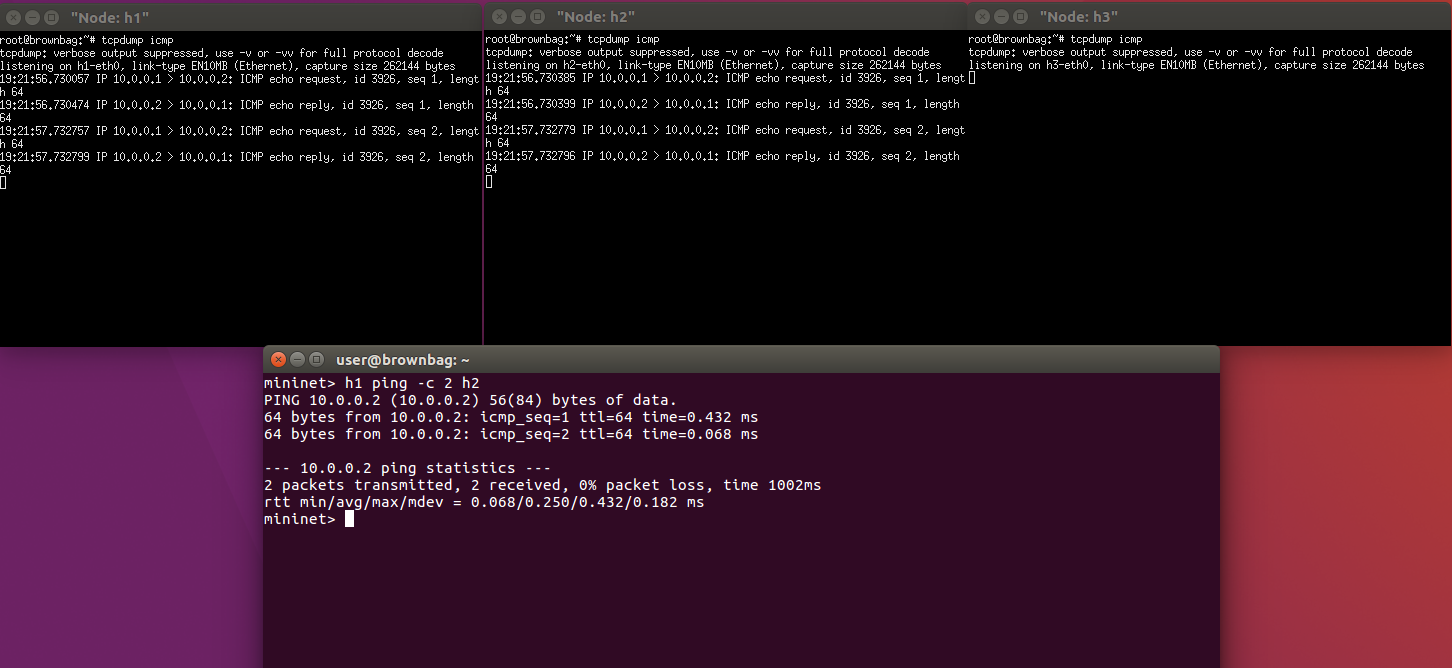 "Node: h1"
root@brownbag:~# tcpdump icmp
tcpdump: verbose output suppressed, use -v or -vv for full protocol decode
listening on h1-eth0, link-type EN10MB (Ethernet), capture size 262144 bytes
19:21:56.730057 IP 10.0.0.1 > 10.0.0.2: ICMP echo request, id 3926, seq 1, lengt
h 64
19:21:56.730474 IP 10.0.0.2 > 10.0.0.1: ICMP echo reply, id 3926, seq 1, length
64
19:21:57.732771 IP 10.0.0.1 > 10.0.0.2: ICMP echo request, id 3926, seq 2, lengt
h 64
19:21:57.732799 IP 10.0.0.2 > 10.0.0.1: ICMP echo reply, id 3926, seq 2, length
64
"Node: h2"
root@brownbag:~# tcpdump icmp
tcpdump: verbose output suppressed, use -v or -vv for full protocol decode
listening on h2-eth0, link-type EN10MB (Ethernet), capture size 262144 bytes
19:21:56.730385 IP 10.0.0.1 > 10.0.0.2: ICMP echo request, id 3926, seq 1, lengt
h 64
19:21:56.730399 IP 10.0.0.2 > 10.0.0.1: ICMP echo reply, id 3926, seq 1, length
64
19:21:57.732779 IP 10.0.0.1 > 10.0.0.2: ICMP echo request, id 3926, seq 2, lengt
h 64
19:21:57.732796 IP 10.0.0.2 > 10.0.0.1: ICMP echo reply, id 3926, seq 2, length
64
"Node: h3"
root@brownbag:~# tcpdump icmp
tcpdump: verbose output suppressed, use -v or -vv for full protocol decode
listening on h3-eth0, link-type EN10MB (Ethernet), capture size 262144 bytes
user@brownbag: ~
mininet> h1 ping -c 2 h2
PING 10.0.0.2 (10.0.0.2) 56(84) bytes of data.
64 bytes from 10.0.0.2: icmp_seq=1 ttl=64 time=0.432 ms
64 bytes from 10.0.0.2: icmp_seq=2 ttl=64 time=0.068 ms
--- 10.0.0.2 ping statistics ---
2 packets transmitted, 2 received, 0% packet loss, time 1002ms
rtt min/avg/max/mdev = 0.068/0.250/0.432/0.182 ms
mininet>